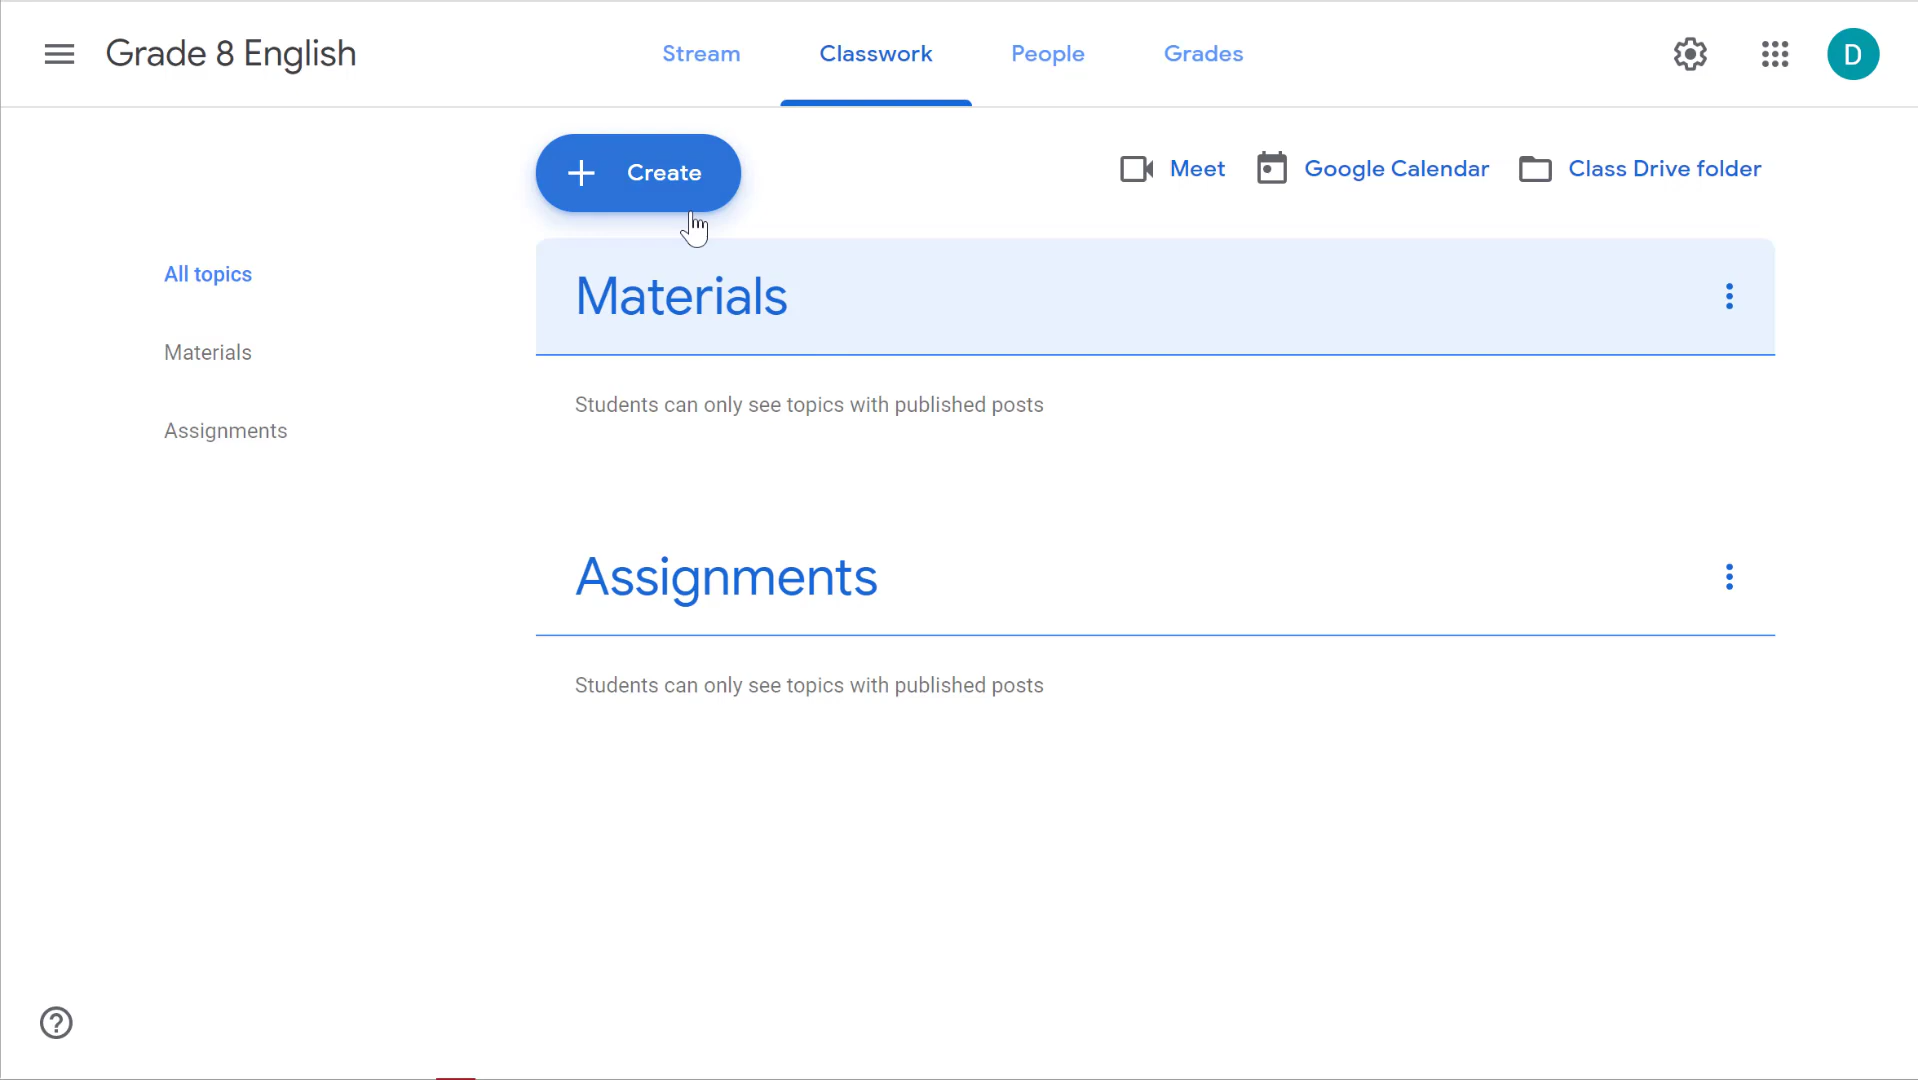 Grade 8 English
Stream
Classwork
People
Grades
D
Create
Meet
Google Calendar
Class Drive folder
All topics
Materials
Assignments
Materials
Students can only see topics with published posts
Assignments
Students can only see topics with published posts